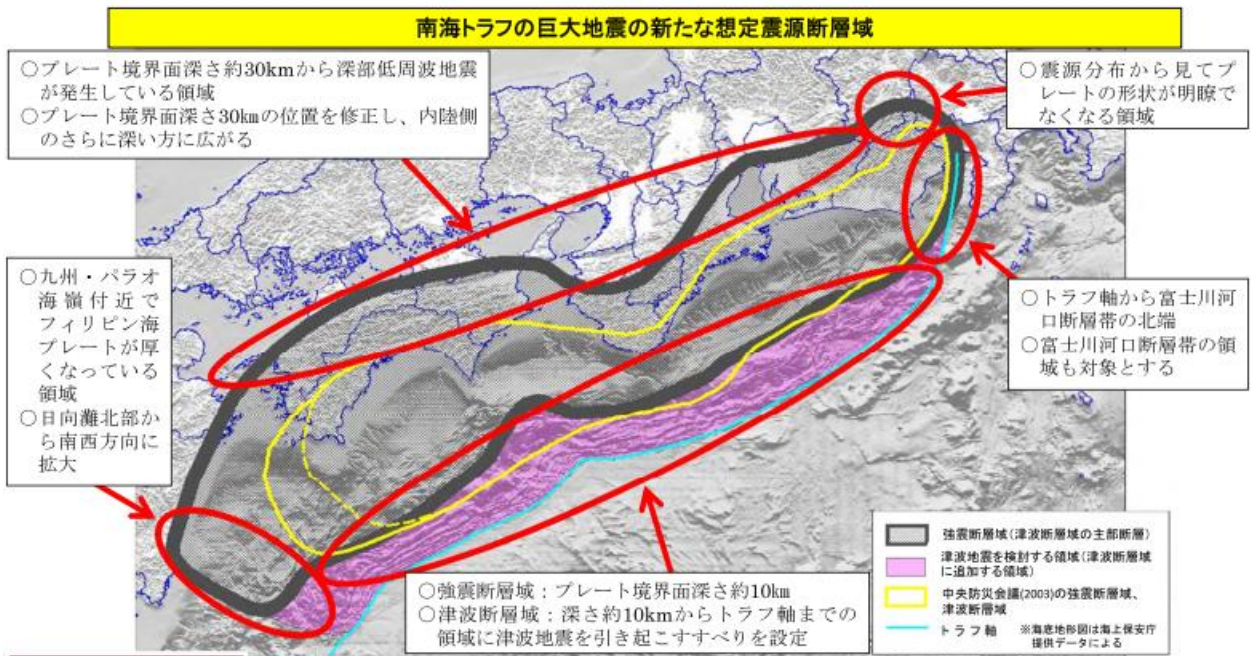 南海トラフの巨大地震の新たな想定震源断層域
○プレート境界面深さ約30kmから深部低周波地震
が発生している領域
○プレート境界面深さ30kmの位置を修正し、内陸側
のさらに深い方に広がる
○震源分布から見てプ
レートの形状が明瞭で
なくなる領域
○九州・パラオ
海嶺付近で
フィリピン海
プレートが厚
くなっている
領域
○日向灘北部か
ら南西方向に
拡大
○トラフ軸から富士川河
口断層帯の北端
○富士川河口断層帯の領
域も対象とする
○強震断層域：プレート境界面深さ約10km
○津波断層域：深さ約10kmからトラフ軸までの
領域に津波地震を引き起こすすべりを設定
強震断層域(津波断層域の主部断層)
津波地震を検討する領域(津波断層域
に追加する領域)
中央防災会議(2003)の強震断層域、
津波断層域
トラフ軸
※海底地形図は海上保安庁
提供データによる